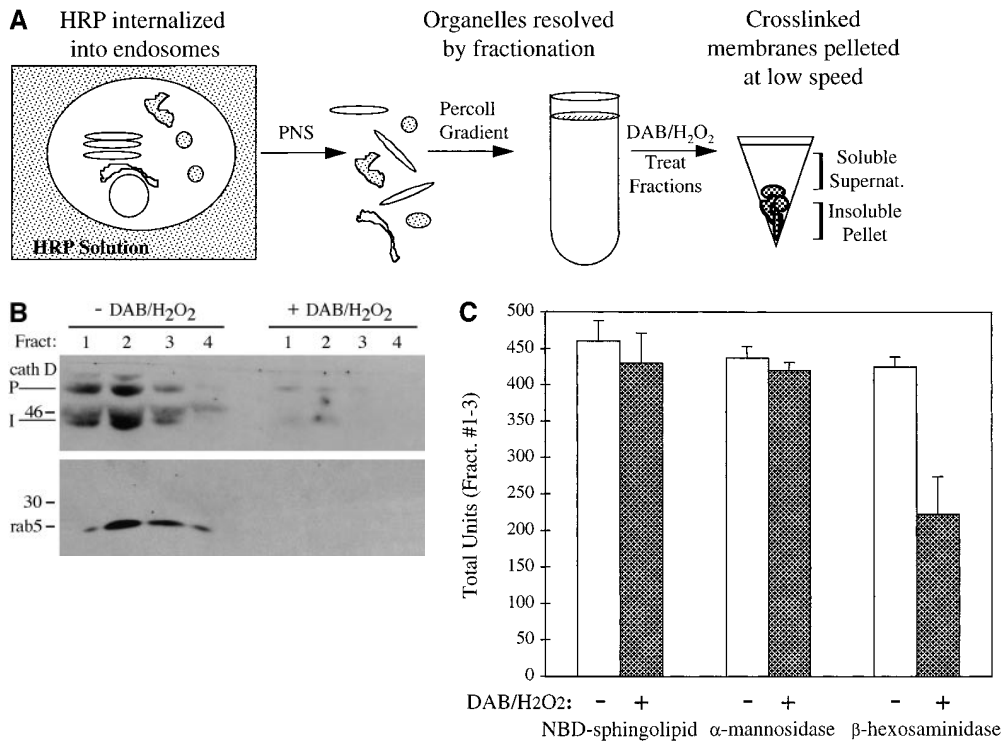 A
HRP internalized
into endosomes
Organelles resolved
by fractionation
Crosslinked
membranes pelleted
at low speed
PNS
Percoll
Gradient
DAB/H2O2
Treat
Fractions
Soluble
Supernat.
Insoluble
Pellet
HRP Solution
B
- DAB/H2O2
+ DAB/H2O2
Fract: 1 2 3 4 1 2 3 4
cath D
P
46
I
30
rab5
C
Total Units (Fract. #1-3)
500
450
400
350
300
250
200
150
100
50
0
DAB/H2O2: - + - + - +
NBD-sphingolipid α-mannosidase β-hexosaminidase